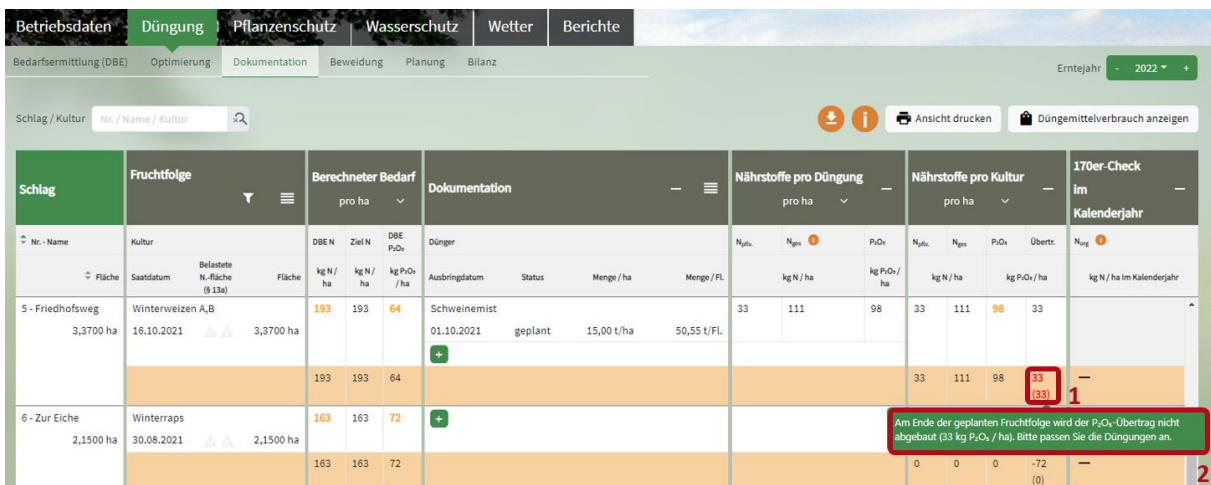 Betriebsdaten Düngung Pflanzenschutz Wasserschutz Wetter Berichte
Bedarfsermittlung (DBE) Optimierung Dokumentation Beweidung Planung Bilanz
Erntejahr - 2022 +
Schlag / Kultur Nr. / Name / Kultur
Ansicht drucken Düngemittelverbrauch anzeigen
Schlag Fruchtfolge Berechneter Bedarf Dokumentation Nährstoffe pro Düngung Nährstoffe pro Kultur 170er-Check im Kalenderjahr
pro ha pro ha pro ha
Nr. - Name Kultur DBE N Ziel N DBE P₂O₅ Dünger Npflv. Nges P₂O₅ Npflv. Nges P₂O₅ Übertr. Norg
Fläche Saatdatum Belastete N.-fläche (§ 13a) Fläche kg N / ha kg N / ha kg P₂O₅ / ha Ausbringdatum Status Menge / ha Menge / Fl. kg N / ha kg P₂O₅ / ha kg N / ha kg P₂O₅ / ha kg N / ha im Kalenderjahr
5 - Friedhofsweg Winterweizen A,B 193 193 64 Schweinemist 33 111 98 33 111 98 33
3,3700 ha 16.10.2021 3,3700 ha 01.10.2021 geplant 15,00 t/ha 50,55 t/Fl.
+
193 193 64 33 111 98 33 (33) —
1
6 - Zur Eiche Winterraps 163 163 72 +
2,1500 ha 30.08.2021 2,1500 ha
Am Ende der geplanten Fruchtfolge wird der P₂O₅-Übertrag nicht
abgebaut (33 kg P₂O₅ / ha). Bitte passen Sie die Düngungen an.
163 163 72 0 0 0 -72 (0) —
2